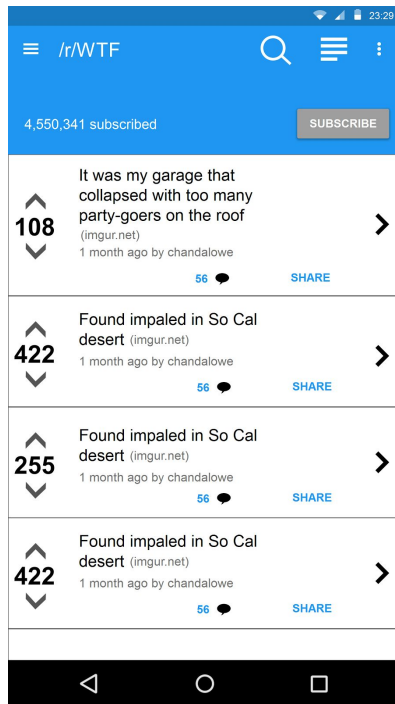 23:29
/r/WTF
4,550,341 subscribed
SUBSCRIBE
It was my garage that
collapsed with too many
party-goers on the roof
(imgur.net)
1 month ago by chandalowe
108
56
SHARE
Found impaled in So Cal
desert (imgur.net)
422
1 month ago by chandalowe
56
SHARE
Found impaled in So Cal
desert (imgur.net)
255
1 month ago by chandalowe
56
SHARE
Found impaled in So Cal
desert (imgur.net)
422
1 month ago by chandalowe
56
SHARE